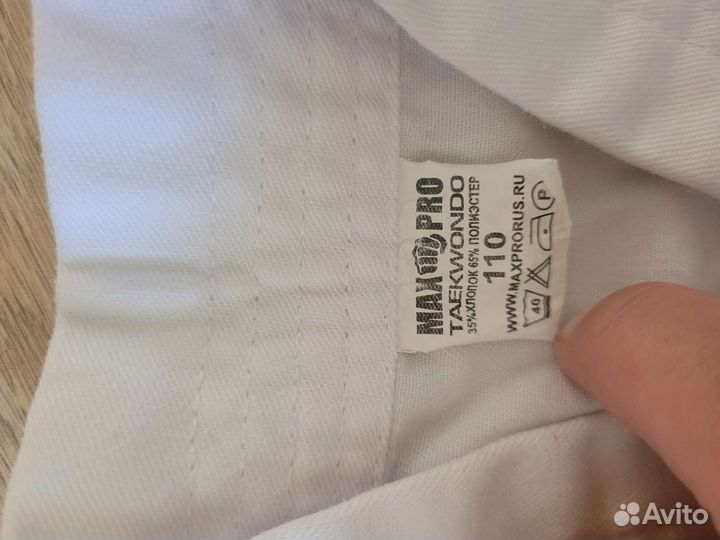 MAX PRO
TAEKWONDO
35%ХЛОПОК 65% ПОЛИЭСТЕР
110
WWW.MAXPRORUS.RU
40 P
Avito